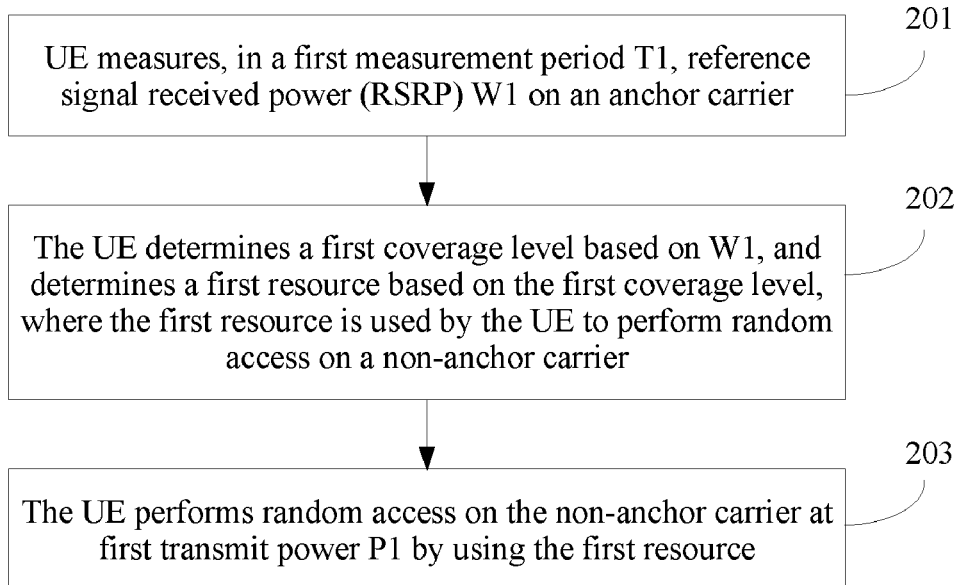 201
UE measures, in a first measurement period T1, reference
signal received power (RSRP) W1 on an anchor carrier
202
The UE determines a first coverage level based on W1, and
determines a first resource based on the first coverage level,
where the first resource is used by the UE to perform random
access on a non-anchor carrier
203
The UE performs random access on the non-anchor carrier at
first transmit power P1 by using the first resource